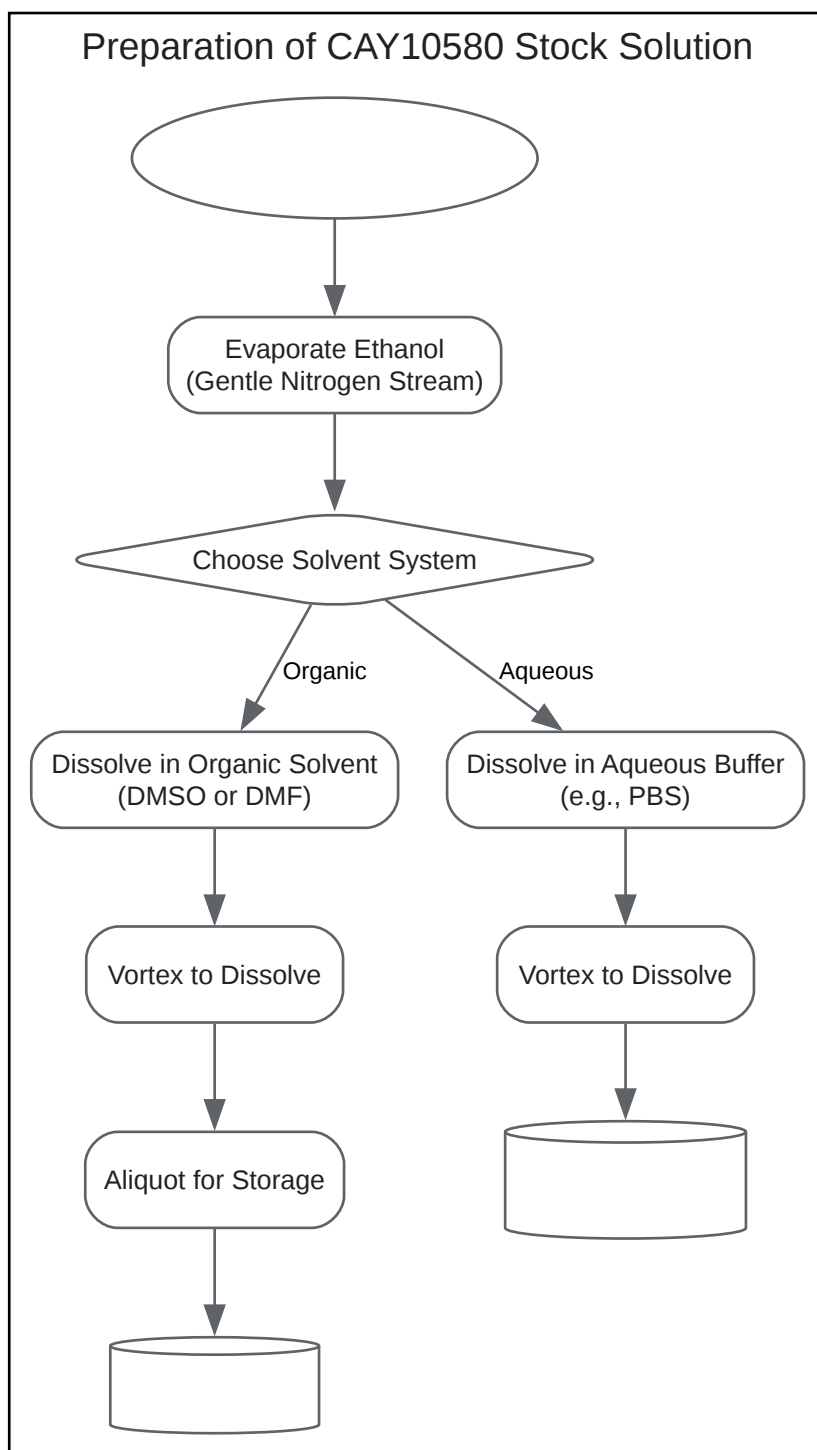 Preparation of CAY10580 Stock Solution
Evaporate Ethanol
(Gentle Nitrogen Stream)
Choose Solvent System
Organic
Aqueous
Dissolve in Organic Solvent
(DMSO or DMF)
Dissolve in Aqueous Buffer
(e.g., PBS)
Vortex to Dissolve
Vortex to Dissolve
Aliquot for Storage